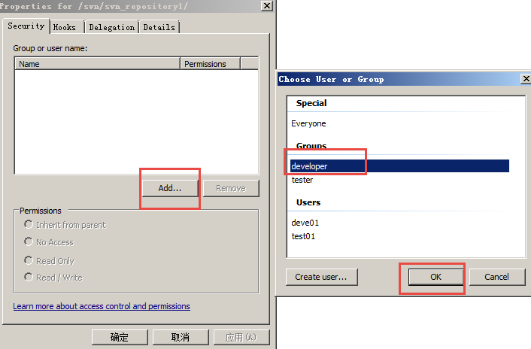 Properties for /svn/svn_repository1/
Security
Hooks
Delegation
Details
Group or user name:
Name
Permissions
Add...
Remove
Permissions
Inherit from parent
No Access
Read Only
Read / Write
Learn more about access control and permissions
确定
取消
应用(A)
Choose User or Group
Special
Everyone
Groups
developer
tester
Users
deve01
test01
Create user...
OK
Cancel